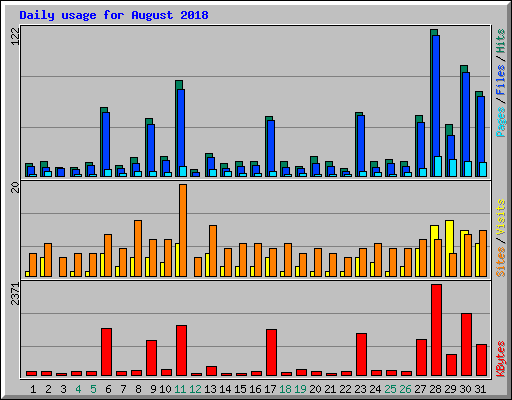 Daily usage for August 2018
122
Pages / Files / Hits
20
Sites / Visits
2371
KBytes
1 2 3 4 5 6 7 8 9 10 11 12 13 14 15 16 17 18 19 20 21 22 23 24 25 26 27 28 29 30 31